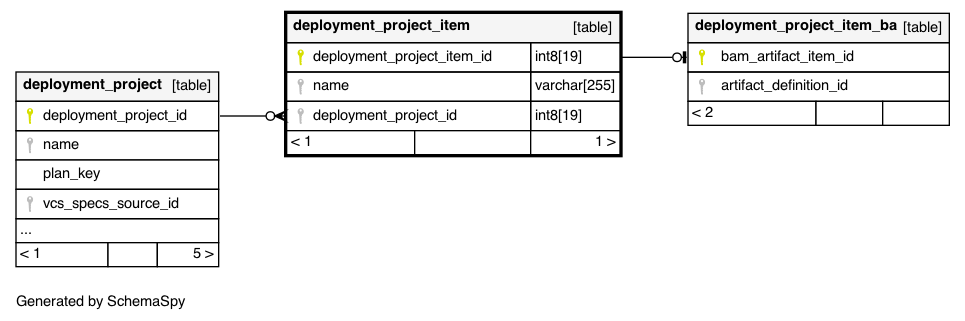 deployment_project [table]
deployment_project_id
name
plan_key
vcs_specs_source_id
...
< 1 5 >
deployment_project_item [table]
deployment_project_item_id int8[19]
name varchar[255]
deployment_project_id int8[19]
< 1 1 >
deployment_project_item_ba [table]
bam_artifact_item_id
artifact_definition_id
< 2
Generated by SchemaSpy